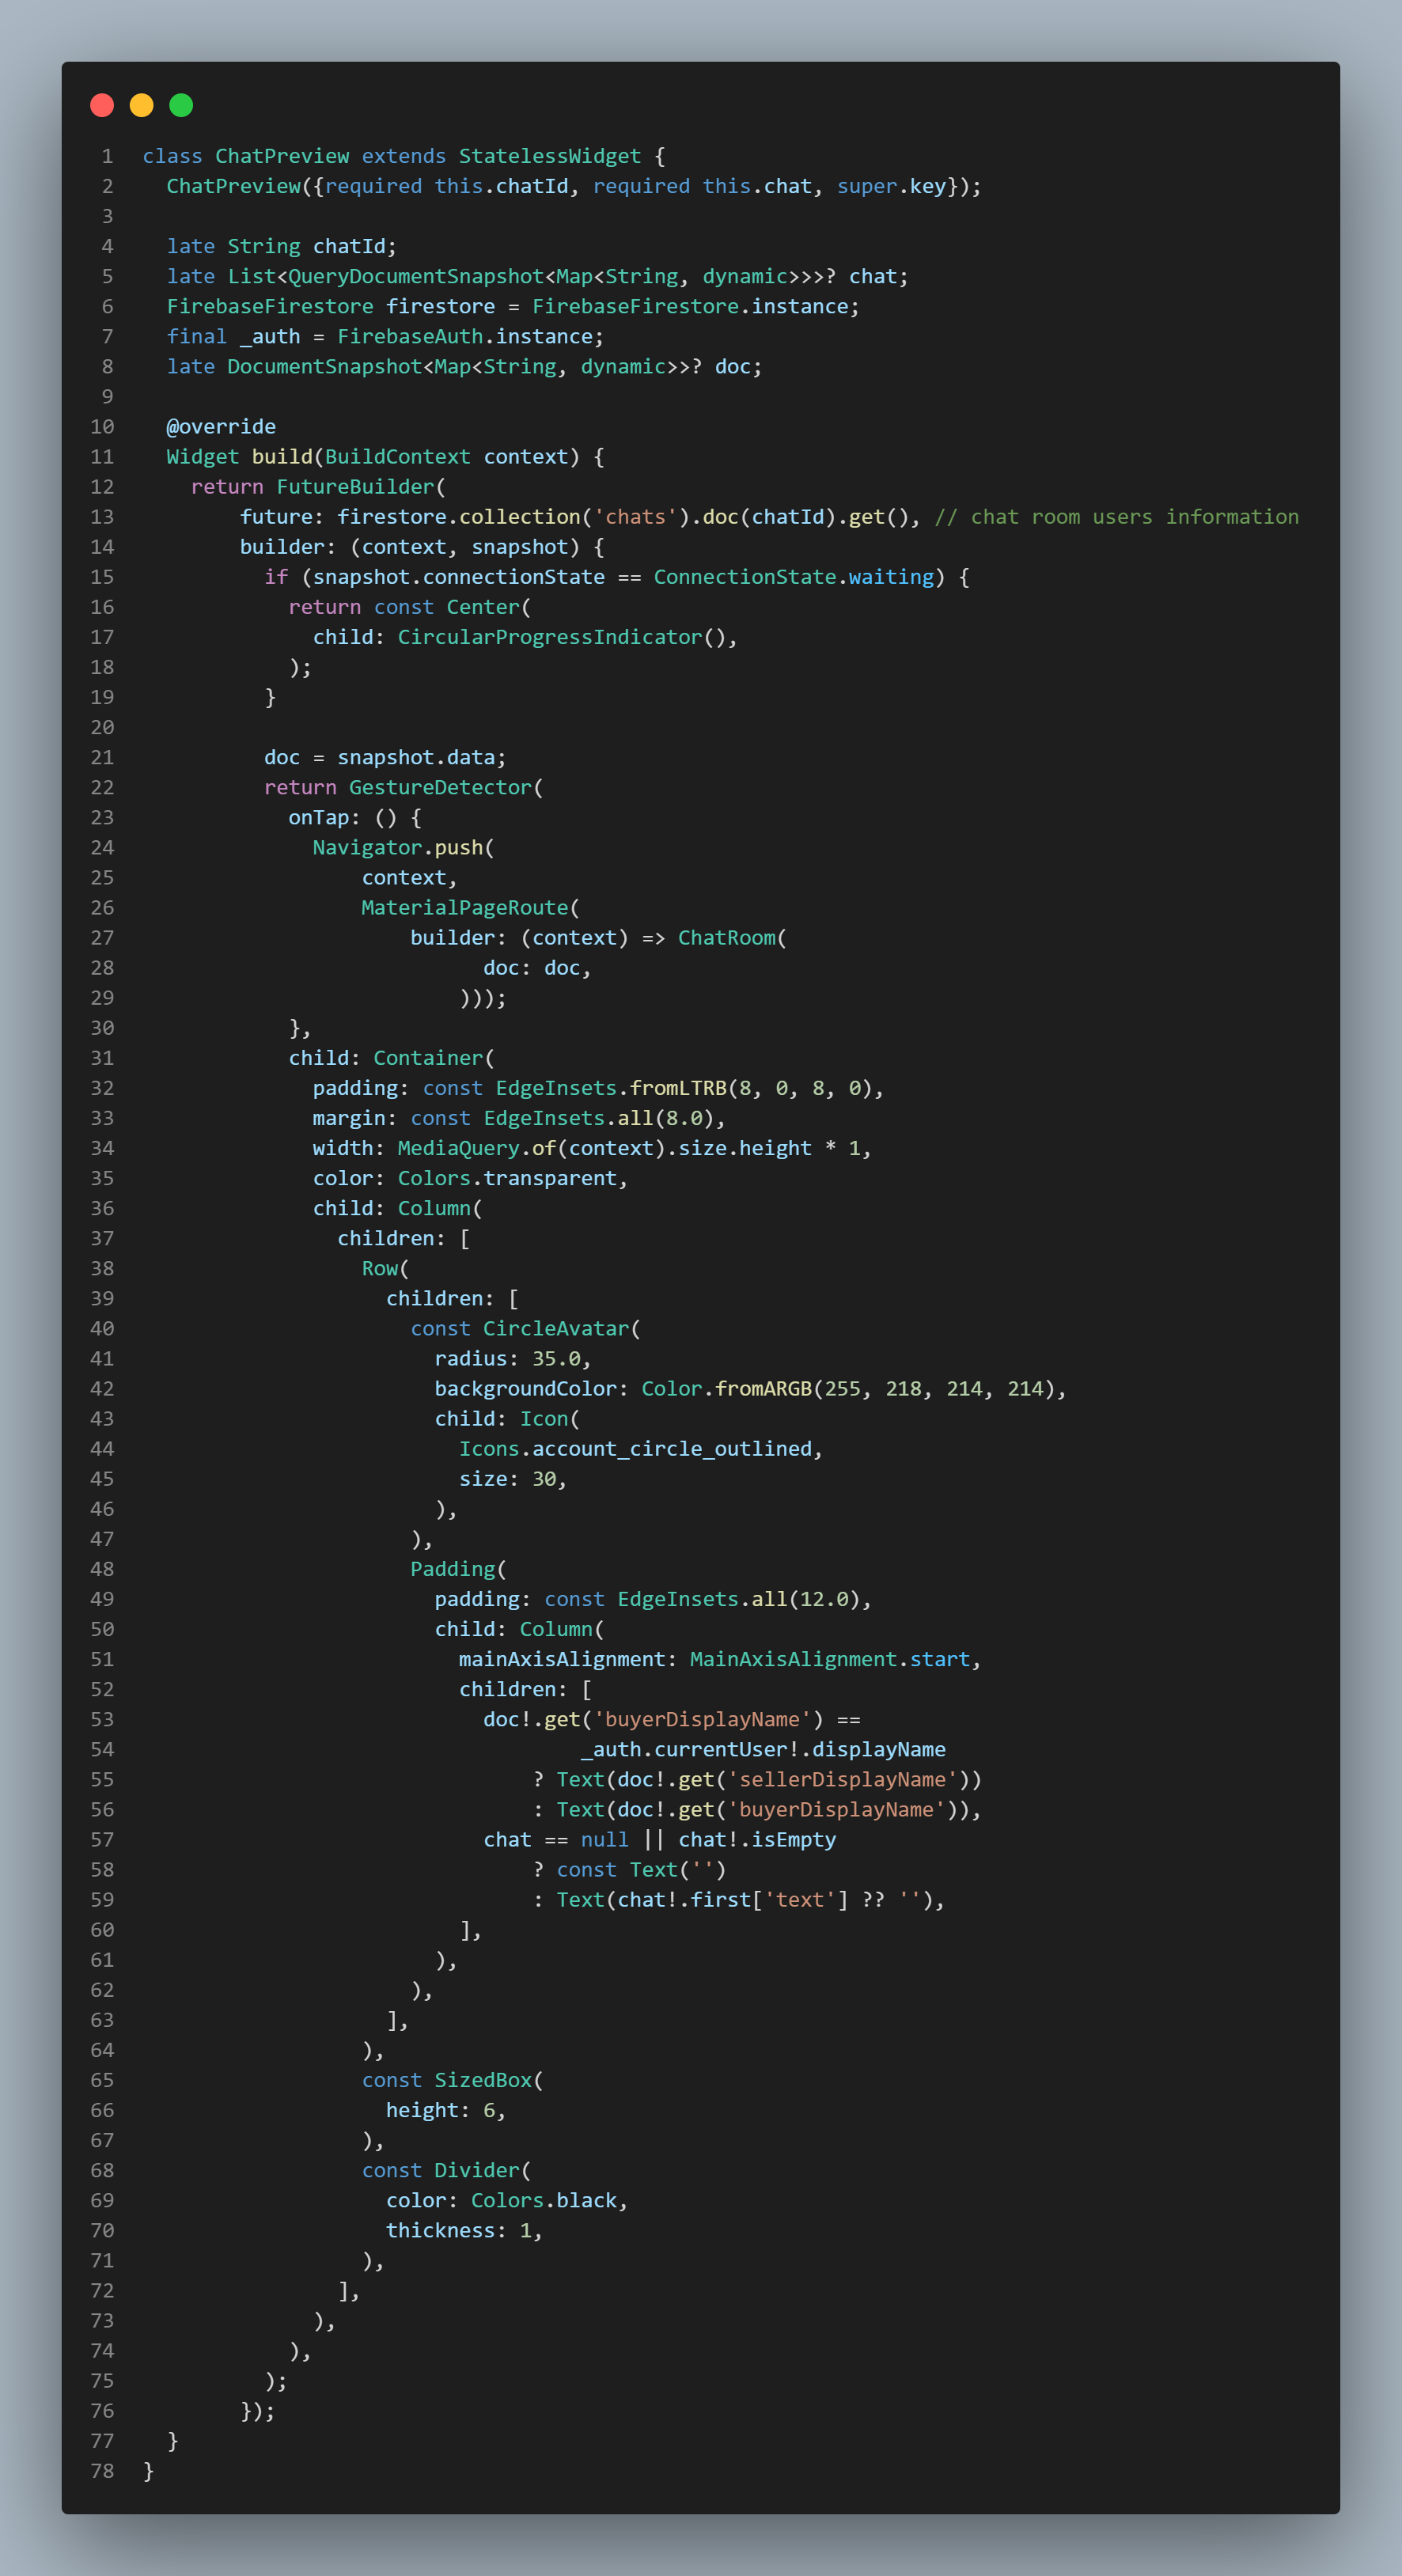 1 class ChatPreview extends StatelessWidget {
2   ChatPreview({required this.chatId, required this.chat, super.key});
3
4   late String chatId;
5   late List<QueryDocumentSnapshot<Map<String, dynamic>>>? chat;
6   FirebaseFirestore firestore = FirebaseFirestore.instance;
7   final _auth = FirebaseAuth.instance;
8   late DocumentSnapshot<Map<String, dynamic>>? doc;
9
10   @override
11   Widget build(BuildContext context) {
12     return FutureBuilder(
13         future: firestore.collection('chats').doc(chatId).get(), // chat room users information
14         builder: (context, snapshot) {
15           if (snapshot.connectionState == ConnectionState.waiting) {
16             return const Center(
17               child: CircularProgressIndicator(),
18             );
19           }
20
21           doc = snapshot.data;
22           return GestureDetector(
23             onTap: () {
24               Navigator.push(
25                   context,
26                   MaterialPageRoute(
27                       builder: (context) => ChatRoom(
28                             doc: doc,
29                           )));
30             },
31             child: Container(
32               padding: const EdgeInsets.fromLTRB(8, 0, 8, 0),
33               margin: const EdgeInsets.all(8.0),
34               width: MediaQuery.of(context).size.height * 1,
35               color: Colors.transparent,
36               child: Column(
37                 children: [
38                   Row(
39                     children: [
40                       const CircleAvatar(
41                         radius: 35.0,
42                         backgroundColor: Color.fromARGB(255, 218, 214, 214),
43                         child: Icon(
44                           Icons.account_circle_outlined,
45                           size: 30,
46                         ),
47                       ),
48                       Padding(
49                         padding: const EdgeInsets.all(12.0),
50                         child: Column(
51                           mainAxisAlignment: MainAxisAlignment.start,
52                           children: [
53                             doc!.get('buyerDisplayName') ==
54                                     _auth.currentUser!.displayName
55                                 ? Text(doc!.get('sellerDisplayName'))
56                                 : Text(doc!.get('buyerDisplayName')),
57                             chat == null || chat!.isEmpty
58                                 ? const Text('')
59                                 : Text(chat!.first['text'] ?? ''),
60                           ],
61                         ),
62                       ),
63                     ],
64                   ),
65                   const SizedBox(
66                     height: 6,
67                   ),
68                   const Divider(
69                     color: Colors.black,
70                     thickness: 1,
71                   ),
72                 ],
73               ),
74             ),
75           );
76         });
77   }
78 }